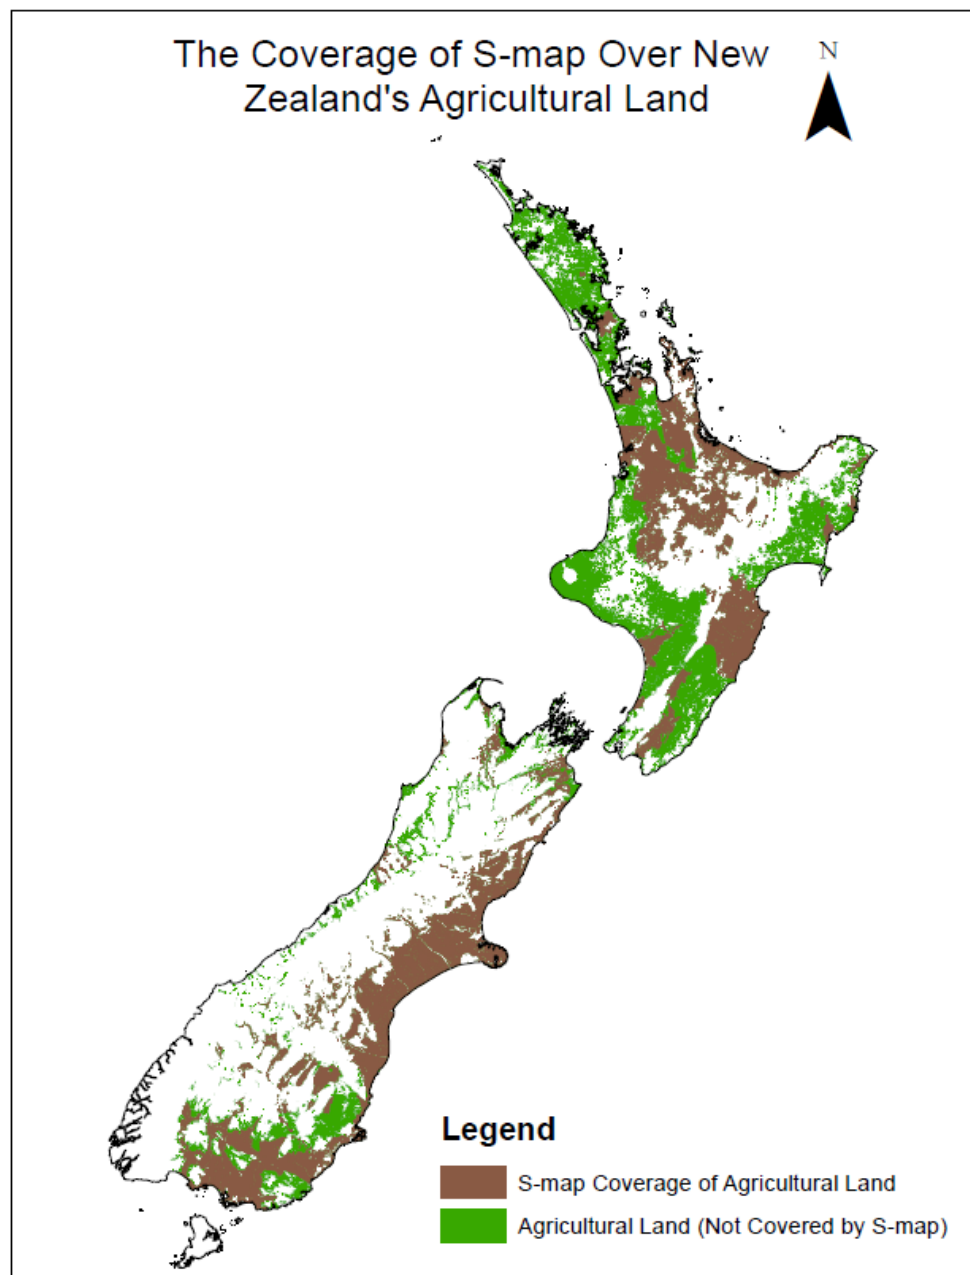 The Coverage of S-map Over New
Zealand's Agricultural Land
N
Legend
S-map Coverage of Agricultural Land
Agricultural Land (Not Covered by S-map)